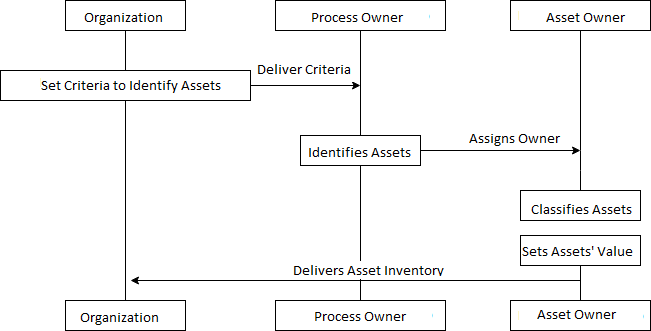 Organization
Process Owner
Asset Owner
Set Criteria to Identify Assets
Deliver Criteria
Identifies Assets
Assigns Owner
Classifies Assets
Sets Assets' Value
Delivers Asset Inventory
Organization
Process Owner
Asset Owner